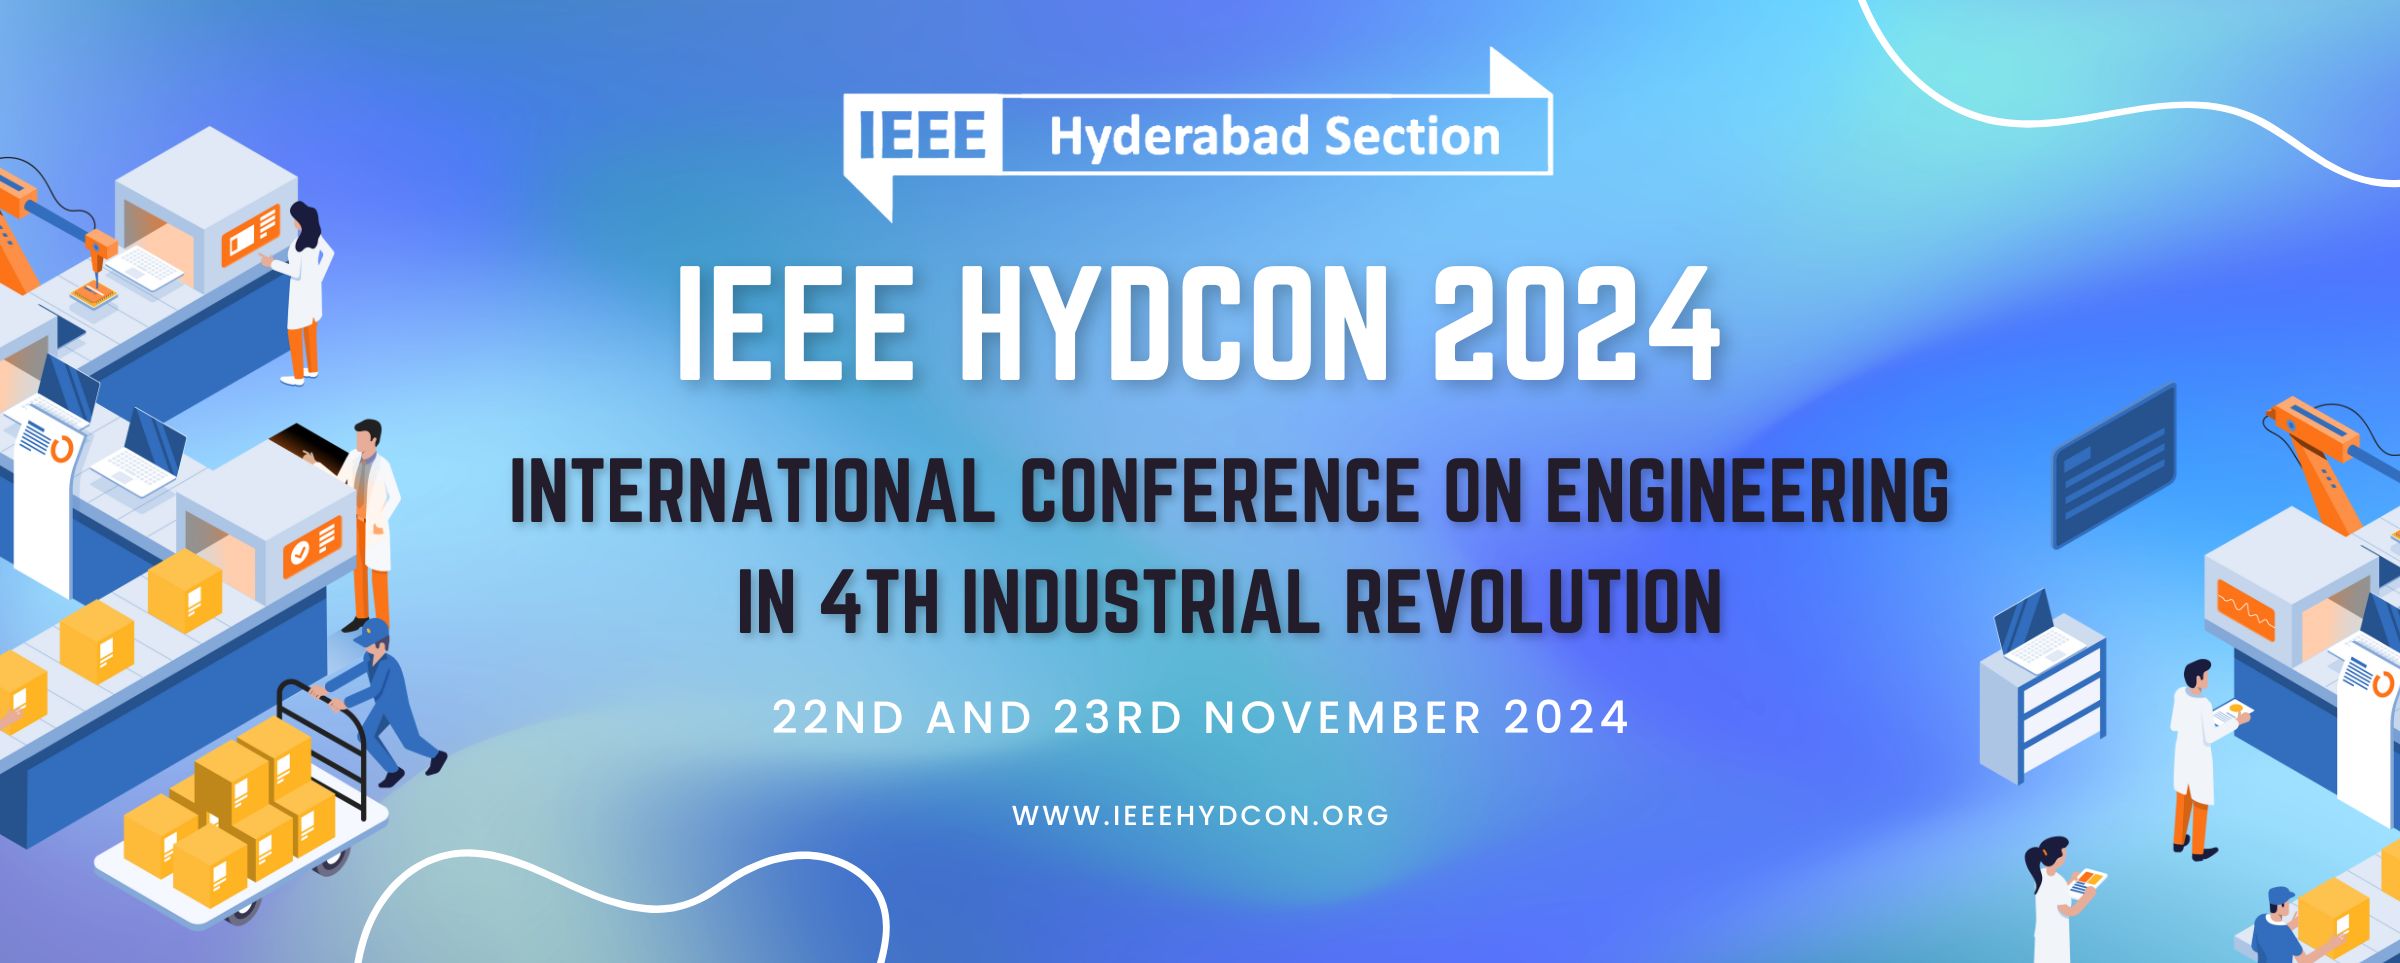 IEEE Hyderabad Section
IEEE HYDCON 2024
INTERNATIONAL CONFERENCE ON ENGINEERING
IN 4TH INDUSTRIAL REVOLUTION
22ND AND 23RD NOVEMBER 2024
WWW.IEEEHYDCON.ORG